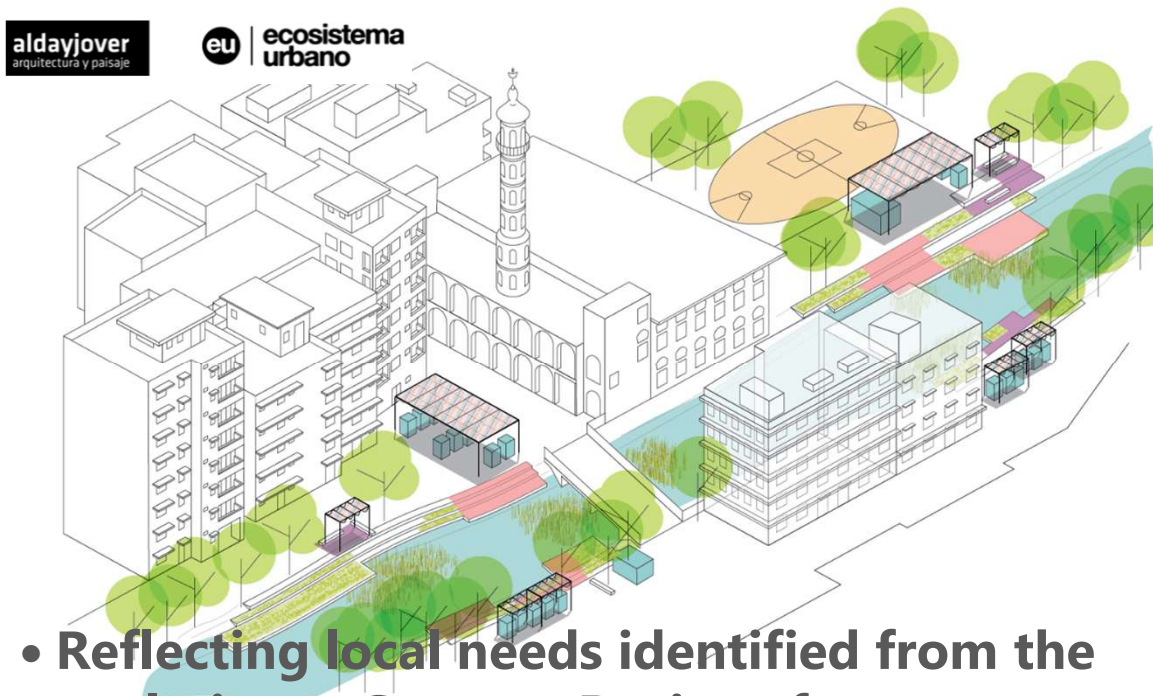 aldayjover
arquitectura y paisaje
eu
ecosistema
urbano
• Reflecting local needs identified from the